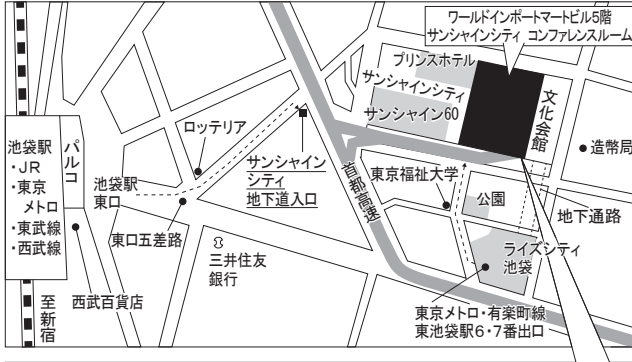 ワールドインポートマートビル5階
サンシャインシティ コンファレンスルーム
プリンスホテル
サンシャインシティ
サンシャイン60
文化会館
造幣局
ロッテリア
池袋駅
・JR
・東京
メトロ
・東武線
・西武線
パルコ
池袋駅
東口
サンシャイン
シティ
地下道入口
首都高速
東京福祉大学
公園
地下通路
東口五差路
三井住友
銀行
ライズシティ
池袋
西武百貨店
至新宿
東京メトロ・有楽町線
東池袋駅6・7番出口